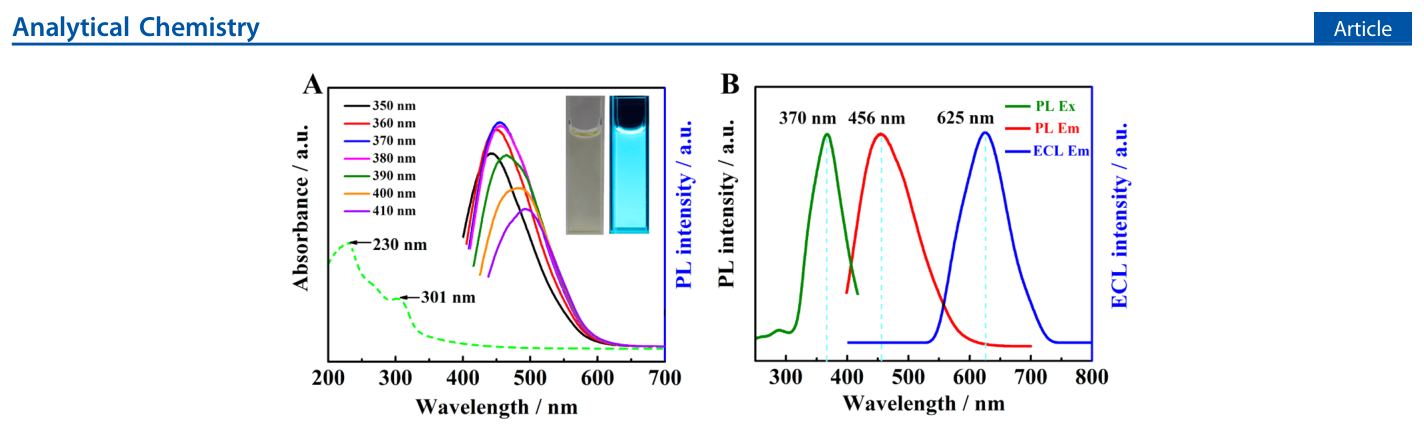 Analytical Chemistry
Article
A
350 nm
360 nm
370 nm
380 nm
390 nm
400 nm
410 nm
230 nm
301 nm
Absorbance / a.u.
PL intensity / a.u.
200 300 400 500 600 700
Wavelength / nm
B
370 nm 456 nm 625 nm
PL Ex
PL Em
ECL Em
PL intensity / a.u.
ECL intensity / a.u.
300 400 500 600 700 800
Wavelength / nm